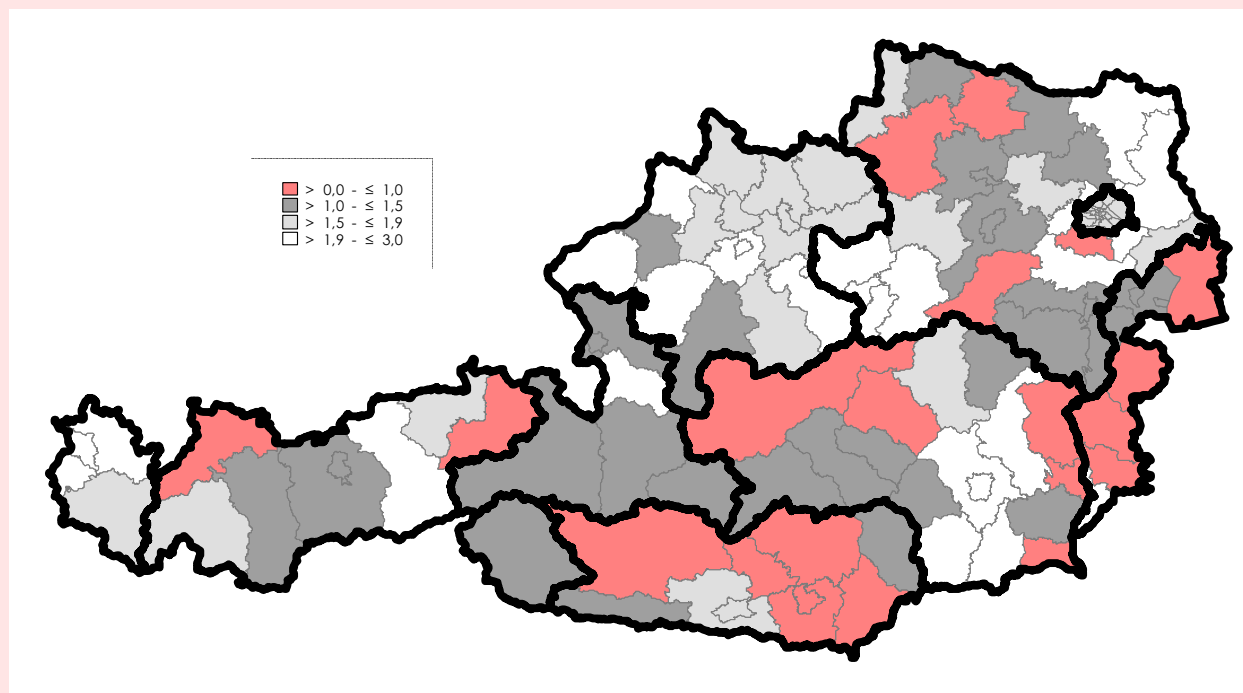 > 0,0 - ≤ 1,0
> 1,0 - ≤ 1,5
> 1,5 - ≤ 1,9
> 1,9 - ≤ 3,0